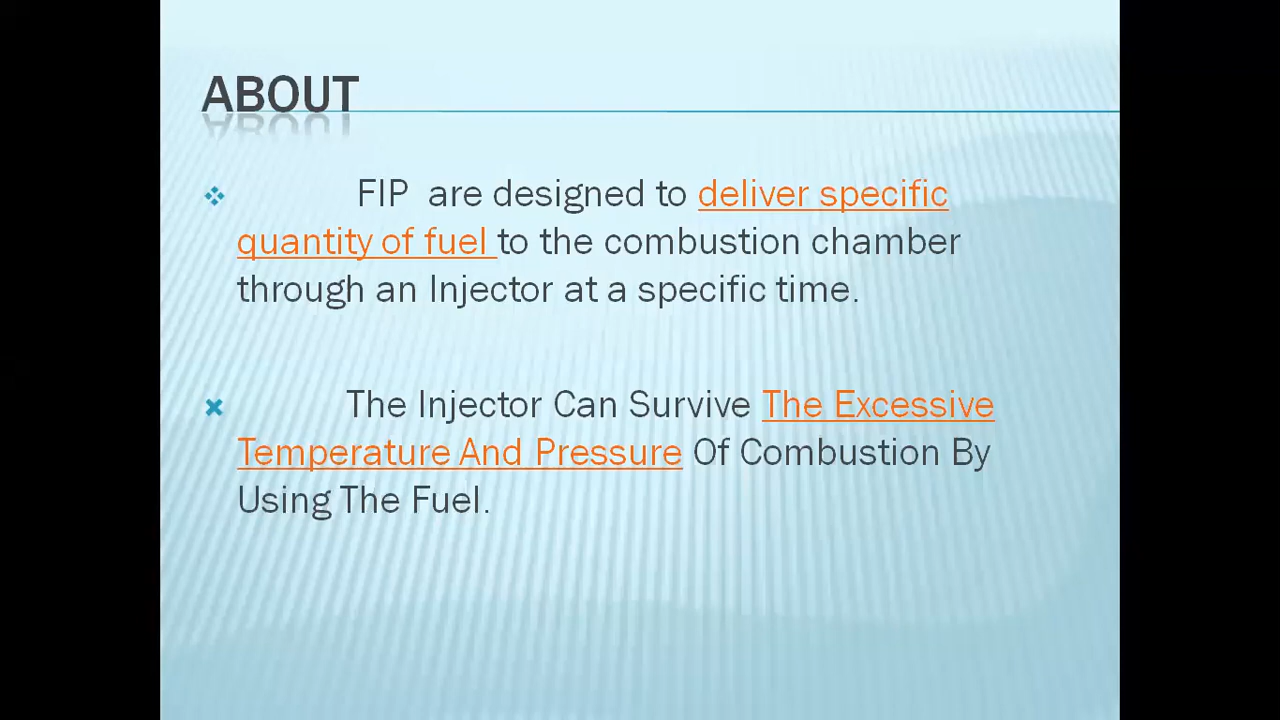 ABOUT
FIP are designed to deliver specific
quantity of fuel to the combustion chamber
through an Injector at a specific time.
The Injector Can Survive The Excessive
Temperature And Pressure Of Combustion By
Using The Fuel.